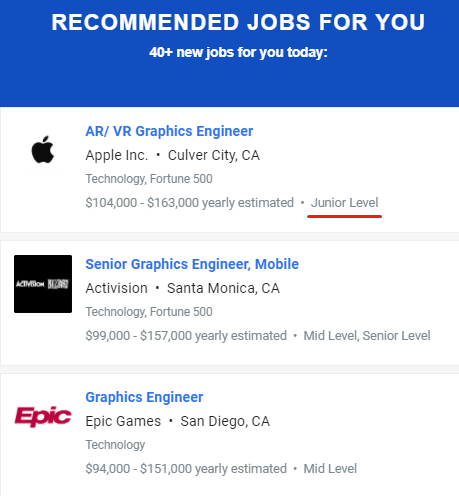 RECOMMENDED JOBS FOR YOU
40+ new jobs for you today:
AR/ VR Graphics Engineer
Apple Inc. • Culver City, CA
Technology, Fortune 500
$104,000 - $163,000 yearly estimated • Junior Level
ACTIVISION BLIZZARD
Senior Graphics Engineer, Mobile
Activision • Santa Monica, CA
Technology, Fortune 500
$99,000 - $157,000 yearly estimated • Mid Level, Senior Level
Epic
Graphics Engineer
Epic Games • San Diego, CA
Technology
$94,000 - $151,000 yearly estimated • Mid Level